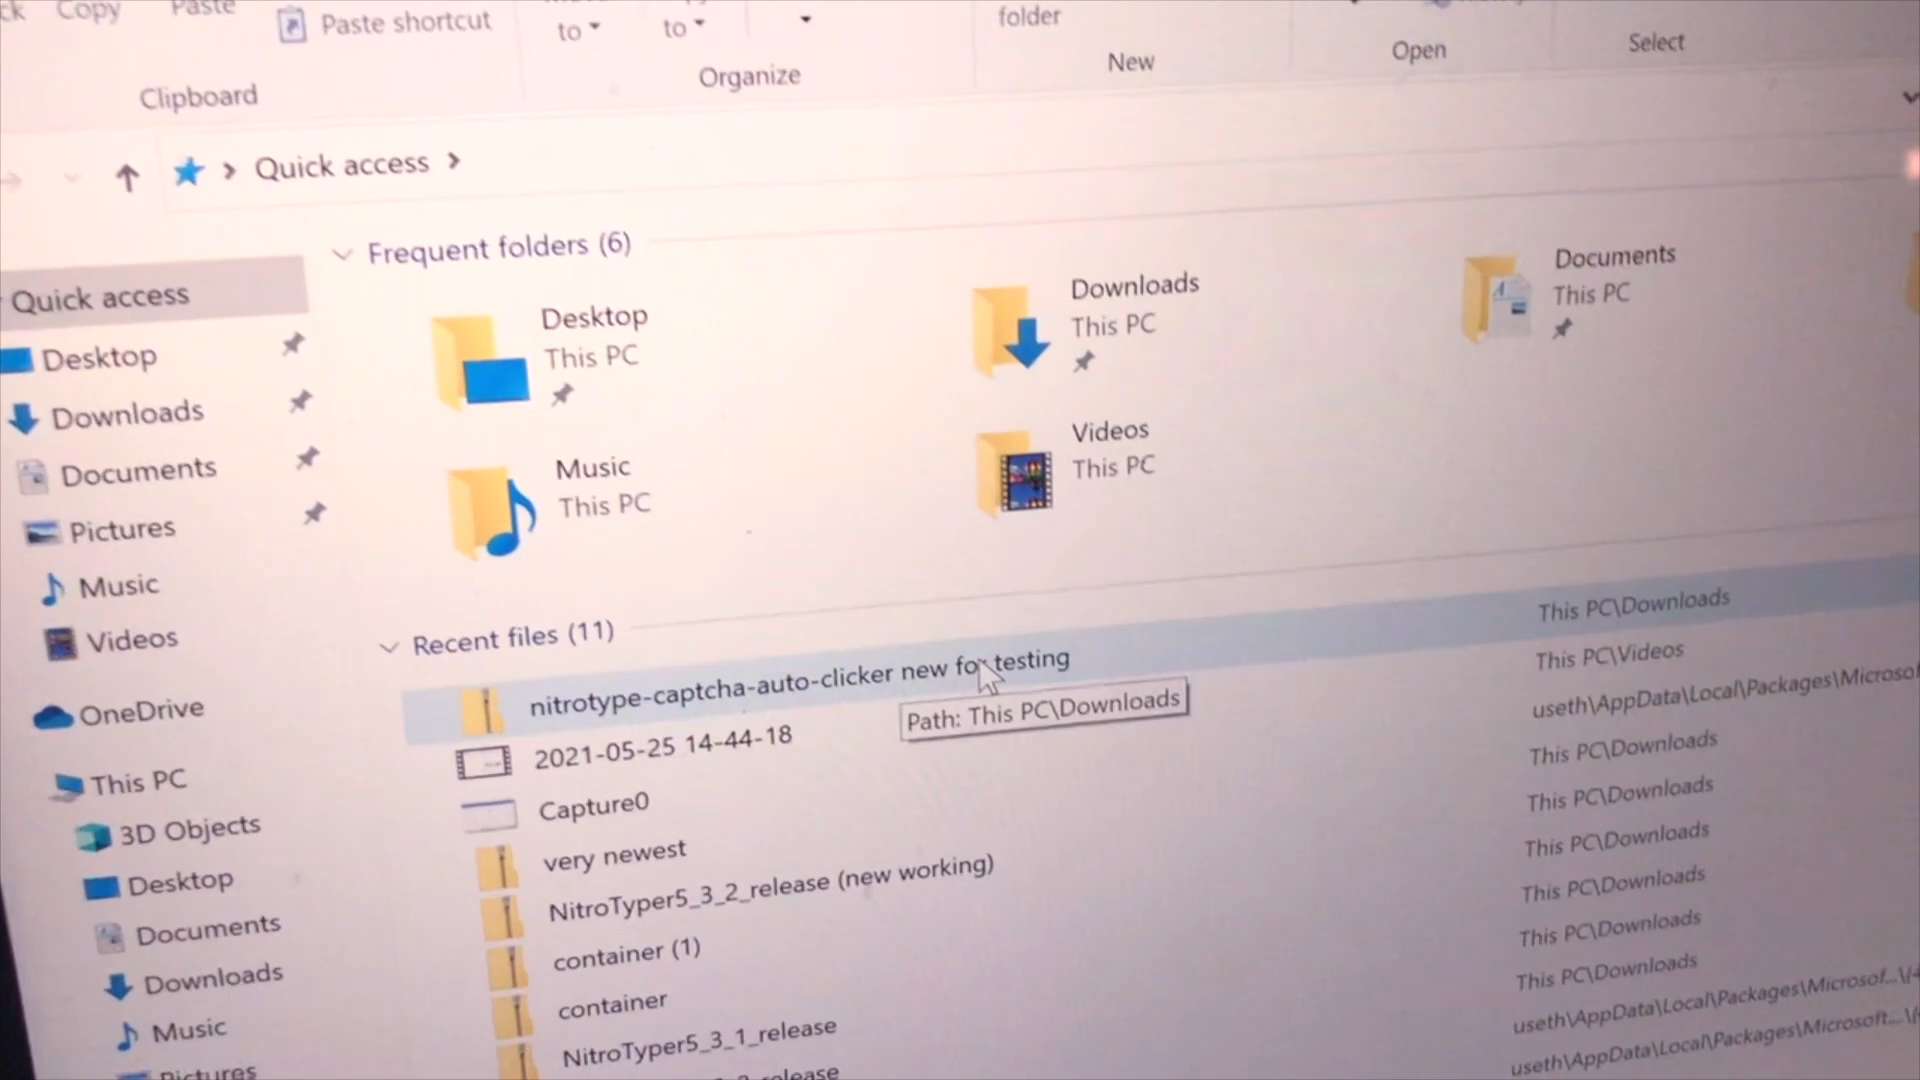 Copy
Paste
Paste shortcut
to
to
folder
Clipboard
Organize
New
Open
Select
Quick access
Quick access
Desktop
Downloads
Documents
Pictures
Music
Videos
OneDrive
This PC
3D Objects
Desktop
Documents
Downloads
Music
Pictures
Frequent folders (6)
Desktop
This PC
Downloads
This PC
Documents
This PC
Music
This PC
Videos
This PC
Recent files (11)
nitrotype-captcha-auto-clicker new for testing This PC\Downloads
Path: This PC\Downloads
2021-05-25 14-44-18 This PC\Videos
Capture0 useth\AppData\Local\Packages\Microsof
very newest This PC\Downloads
NitroTyper5_3_2_release (new working) This PC\Downloads
container (1) This PC\Downloads
container This PC\Downloads
NitroTyper5_3_1_release This PC\Downloads
This PC\Downloads
useth\AppData\Local\Packages\Microsof...\
useth\AppData\Local\Packages\Microsoft...\